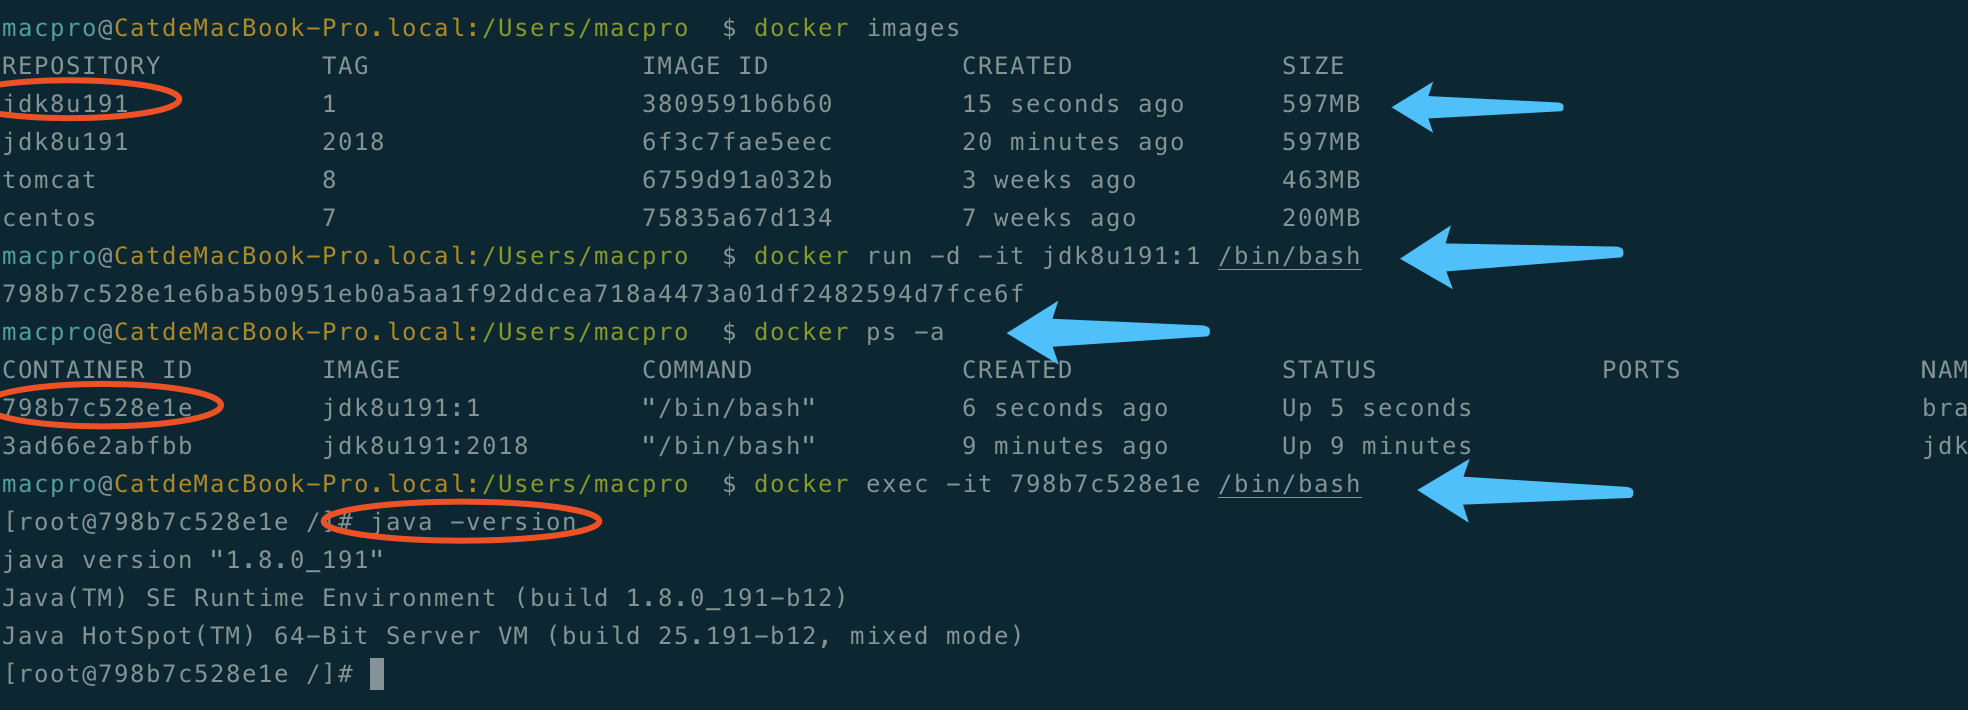 macpro@CatdeMacBook-Pro.local:/Users/macpro $ docker images
REPOSITORY TAG IMAGE ID CREATED SIZE
jdk8u191 1 3809591b6b60 15 seconds ago 597MB
jdk8u191 2018 6f3c7fae5eec 20 minutes ago 597MB
tomcat 8 6759d91a032b 3 weeks ago 463MB
centos 7 75835a67d134 7 weeks ago 200MB
macpro@CatdeMacBook-Pro.local:/Users/macpro $ docker run -d -it jdk8u191:1 /bin/bash
798b7c528e1e6ba5b0951eb0a5aa1f92ddcea718a4473a01df2482594d7fce6f
macpro@CatdeMacBook-Pro.local:/Users/macpro $ docker ps -a
CONTAINER ID IMAGE COMMAND CREATED STATUS PORTS NAM
798b7c528e1e jdk8u191:1 "/bin/bash" 6 seconds ago Up 5 seconds bra
3ad66e2abfbb jdk8u191:2018 "/bin/bash" 9 minutes ago Up 9 minutes jdk
macpro@CatdeMacBook-Pro.local:/Users/macpro $ docker exec -it 798b7c528e1e /bin/bash
[root@798b7c528e1e /]# java -version
java version "1.8.0_191"
Java(TM) SE Runtime Environment (build 1.8.0_191-b12)
Java HotSpot(TM) 64-Bit Server VM (build 25.191-b12, mixed mode)
[root@798b7c528e1e /]#